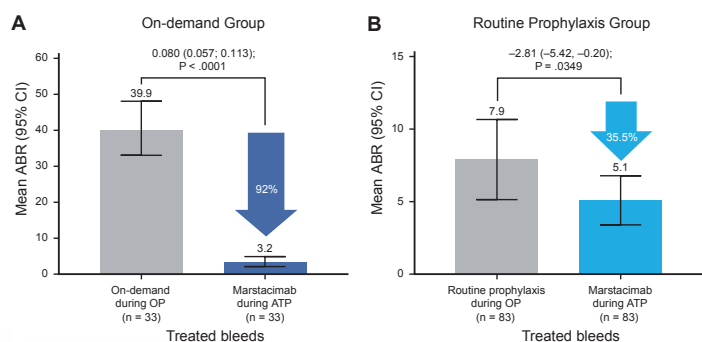 A
On-demand Group
0.080 (0.057; 0.113);
P < .0001
Mean ABR (95% CI)
60
50
40
30
20
10
0
39.9
92%
3.2
On-demand
during OP
(n = 33)
Marstacimab
during ATP
(n = 33)
Treated bleeds
B
Routine Prophylaxis Group
–2.81 (–5.42, –0.20);
P = .0349
Mean ABR (95% CI)
15
10
5
0
7.9
35.5%
5.1
Routine prophylaxis
during OP
(n = 83)
Marstacimab
during ATP
(n = 83)
Treated bleeds